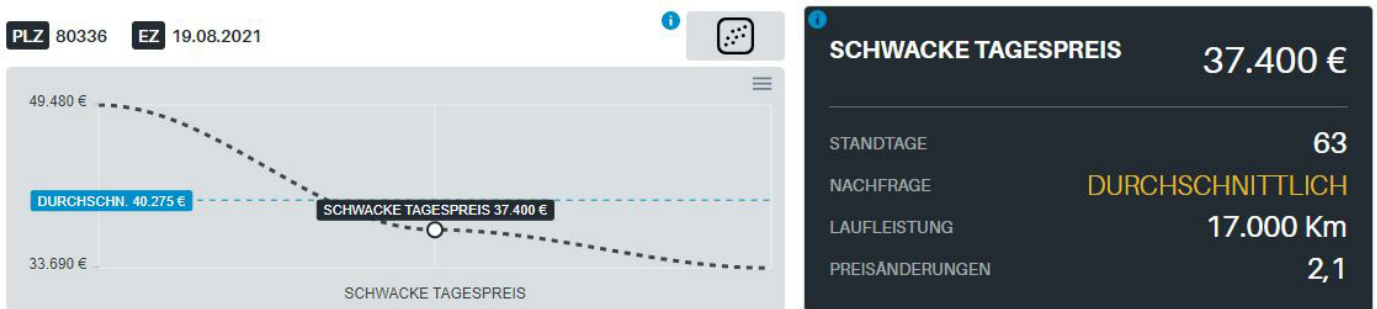 PLZ 80336 EZ 19.08.2021
i
49.480 €
DURCHSCHN. 40.275 €
SCHWACKE TAGESPREIS 37.400 €
33.690 €
SCHWACKE TAGESPREIS
i
SCHWACKE TAGESPREIS 37.400 €
STANDTAGE 63
NACHFRAGE DURCHSCHNITTLICH
LAUFLEISTUNG 17.000 Km
PREISÄNDERUNGEN 2,1